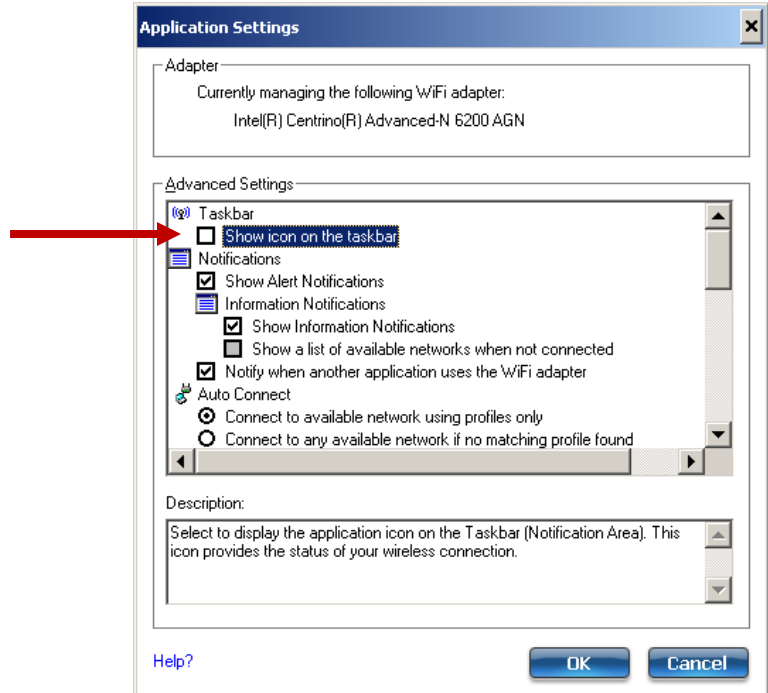 Application Settings
Adapter
Currently managing the following WiFi adapter:
Intel(R) Centrino(R) Advanced-N 6200 AGN
Advanced Settings
Taskbar
Show icon on the taskbar
Notifications
Show Alert Notifications
Information Notifications
Show Information Notifications
Show a list of available networks when not connected
Notify when another application uses the WiFi adapter
Auto Connect
Connect to available network using profiles only
Connect to any available network if no matching profile found
Description:
Select to display the application icon on the Taskbar (Notification Area). This
icon provides the status of your wireless connection.
Help?
OK
Cancel